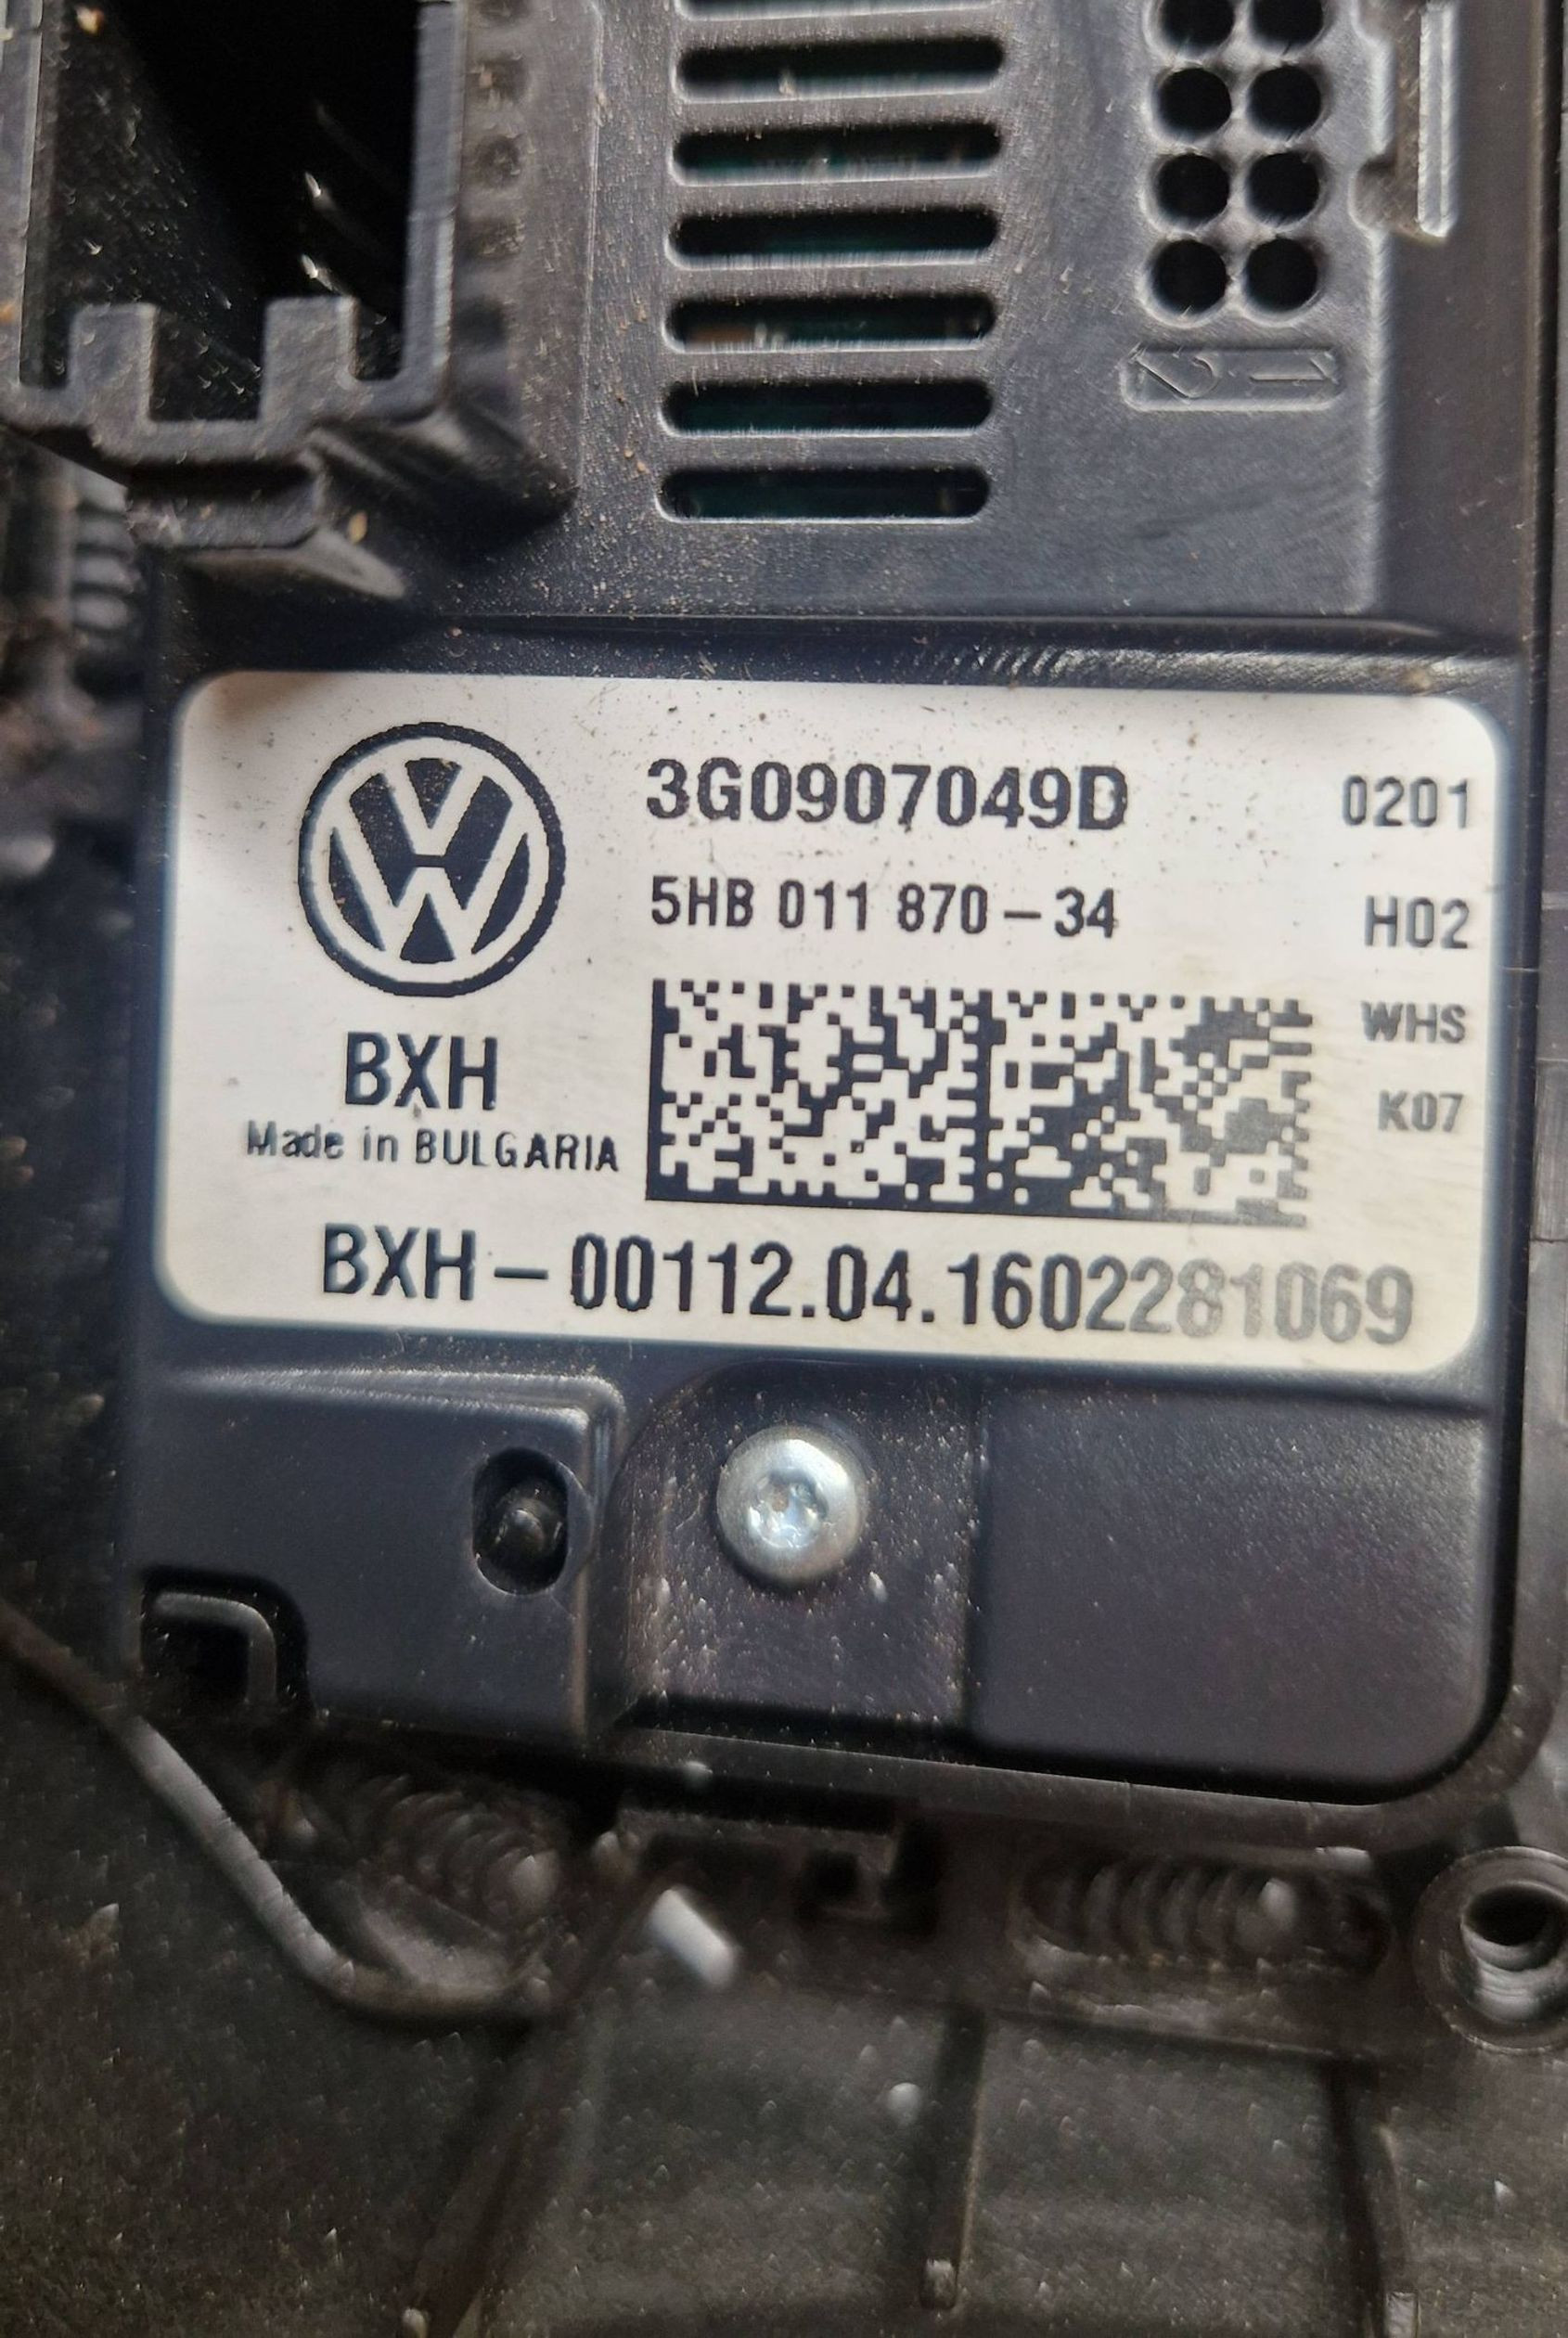 3G0907049D 0201
5HB 011 870-34 H02
WHS
BXH
K07
Made in BULGARIA
BXH-00112.04.1602281069